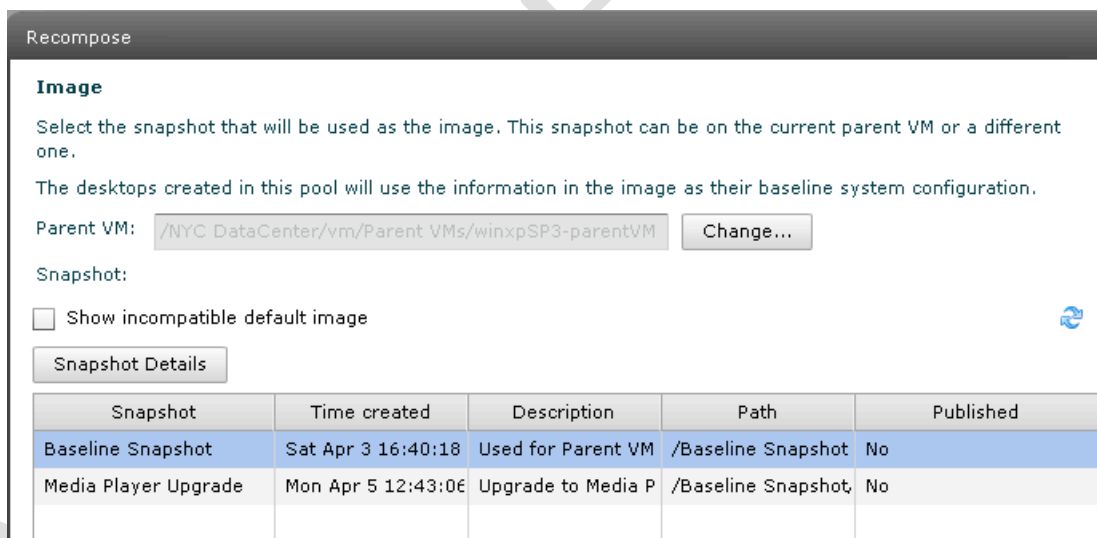 Recompose
Image
Select the snapshot that will be used as the image. This snapshot can be on the current parent VM or a different
one.
The desktops created in this pool will use the information in the image as their baseline system configuration.
Parent VM: /NYC DataCenter/vm/Parent VMs/winxpSP3-parentVM Change...
Snapshot:
Show incompatible default image
Snapshot Details
Snapshot Time created Description Path Published
Baseline Snapshot Sat Apr 3 16:40:18 Used for Parent VM /Baseline Snapshot No
Media Player Upgrade Mon Apr 5 12:43:06 Upgrade to Media P /Baseline Snapshot, No